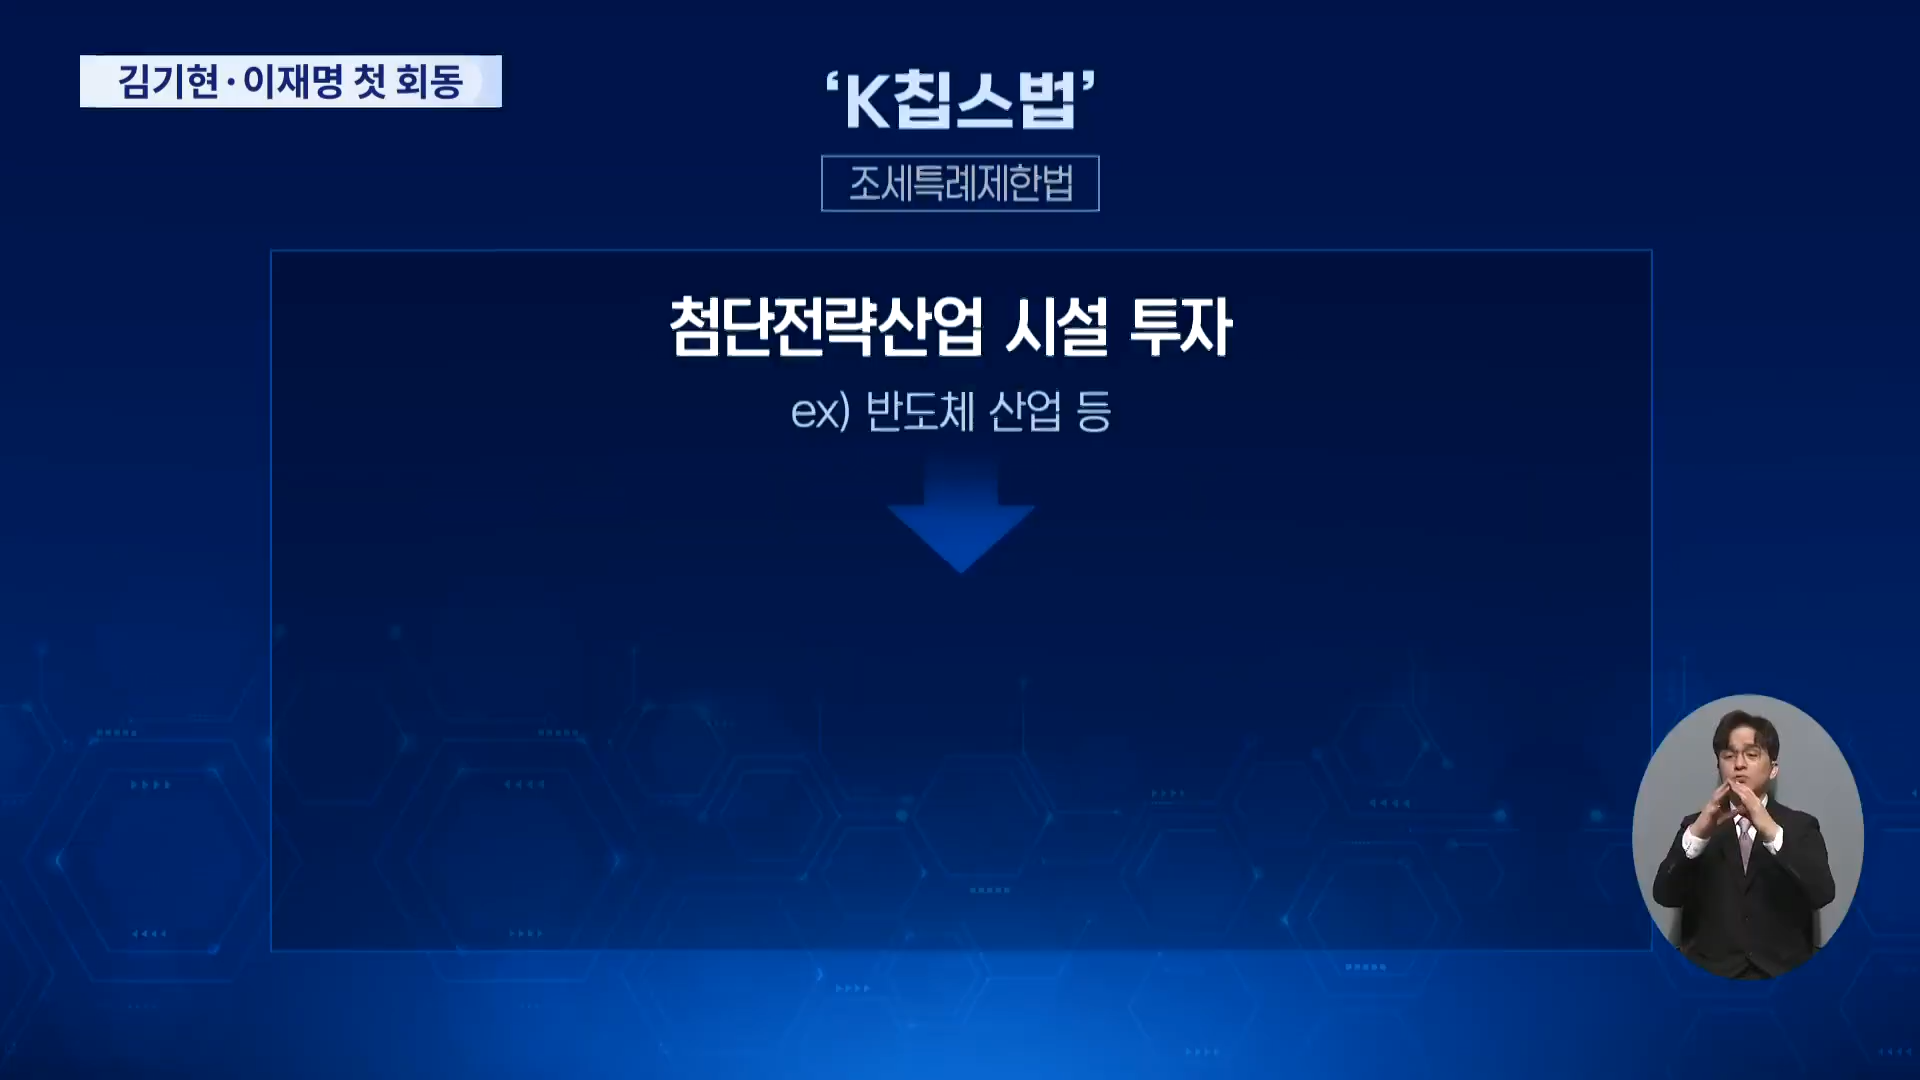 김기현·이재명 첫 회동
‘K칩스법’
조세특례제한법
첨단전략산업 시설 투자
ex) 반도체 산업 등